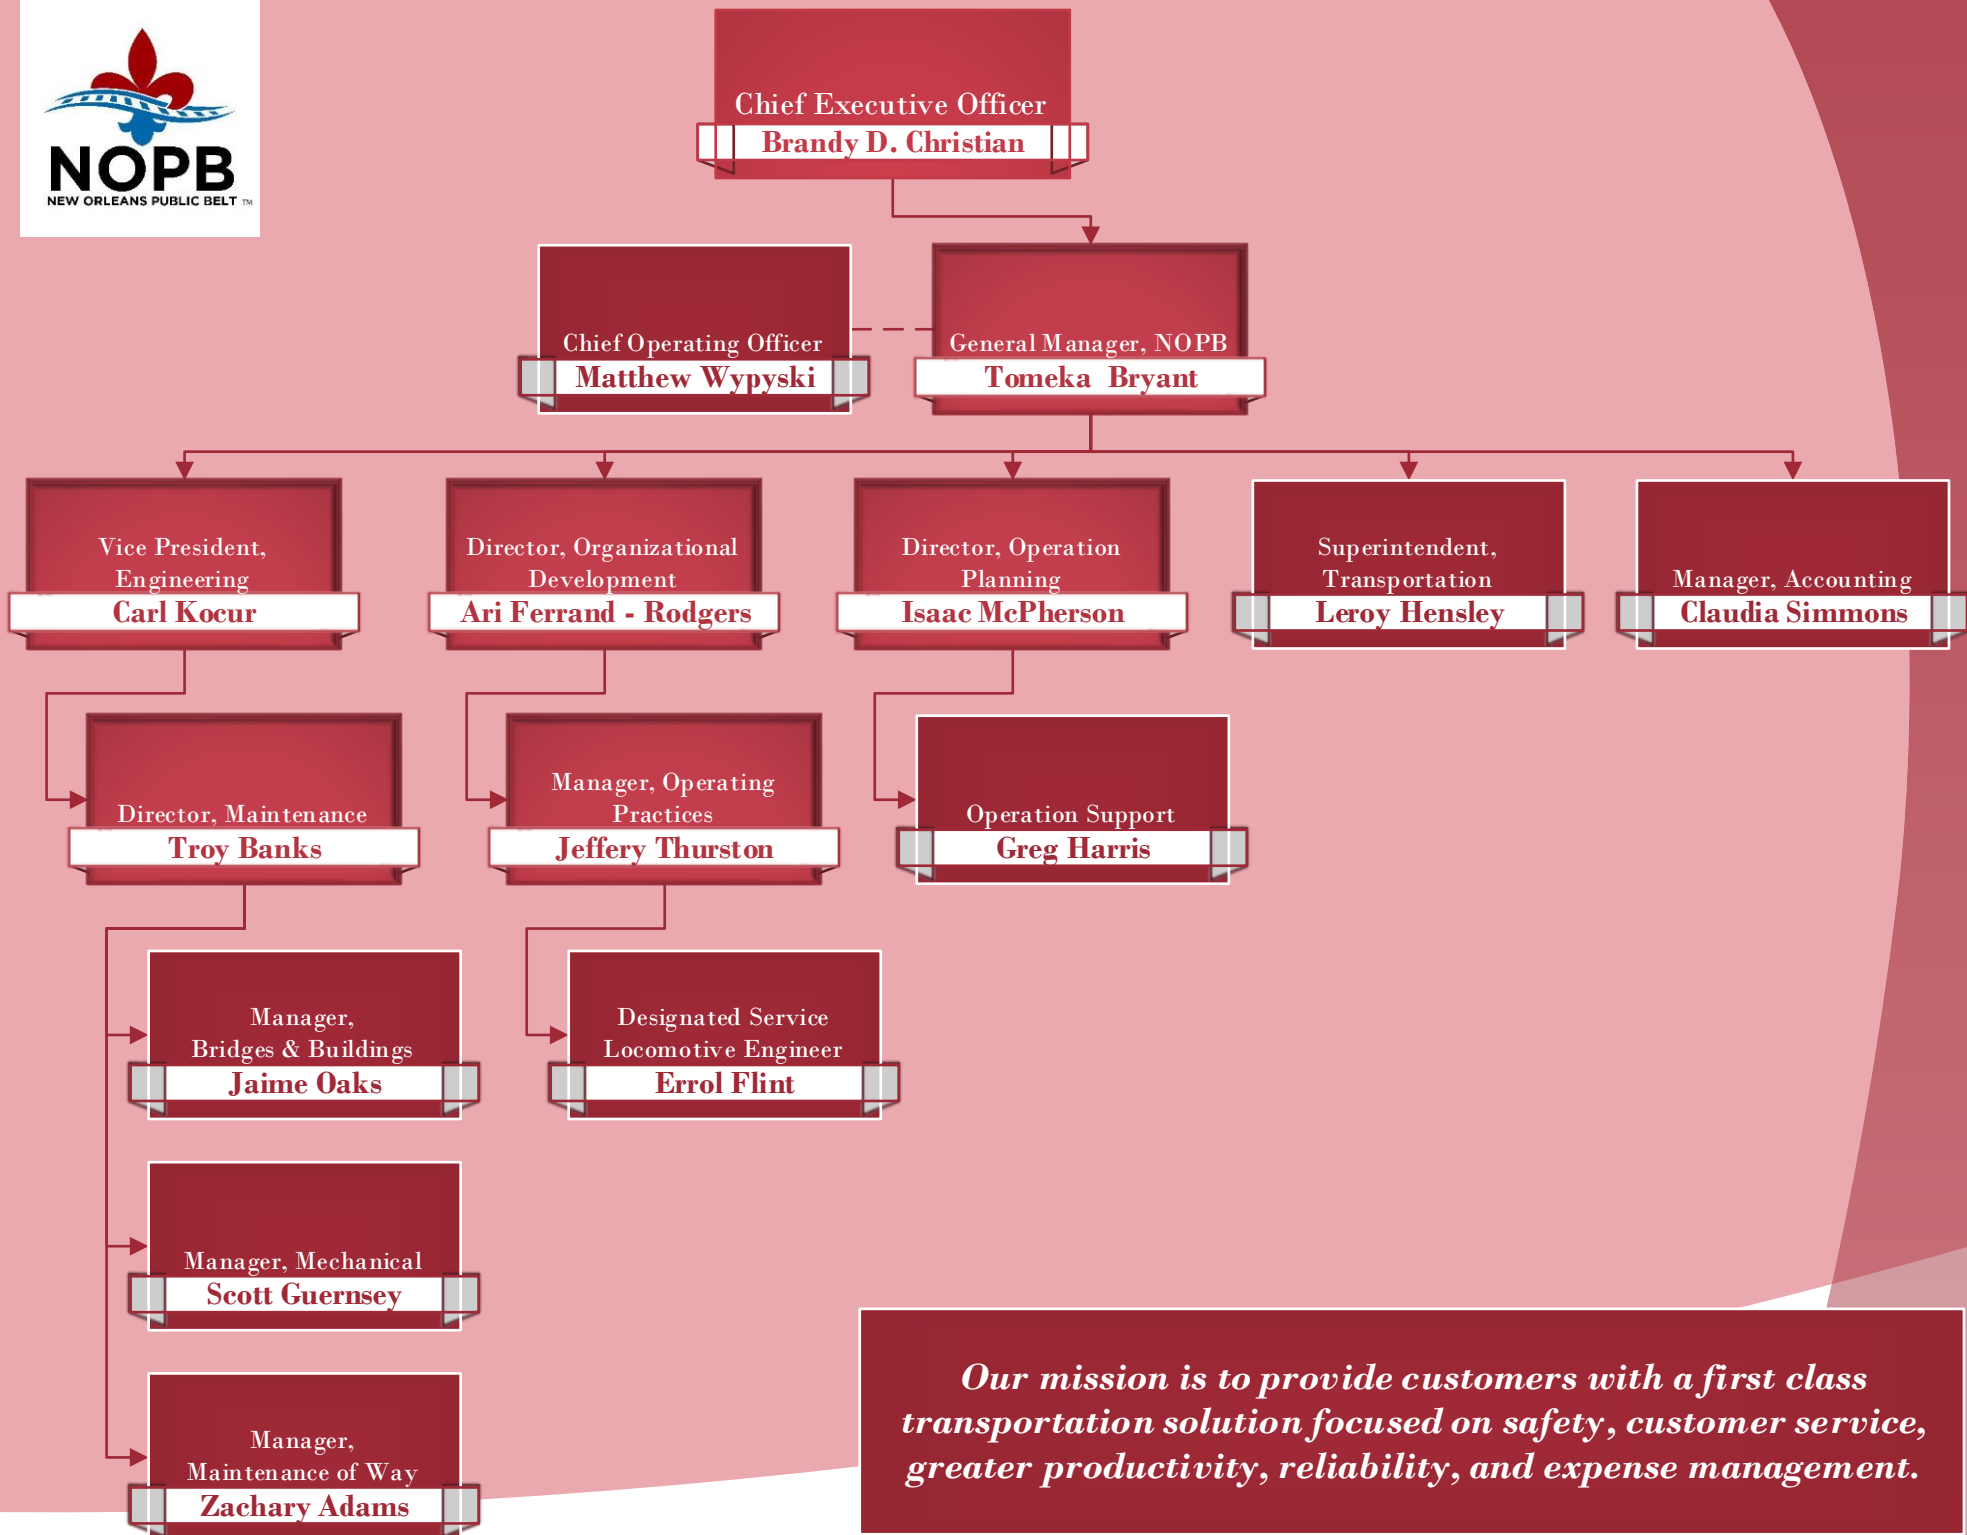 NOPB
NEW ORLEANS PUBLIC BELT ™
Chief Executive Officer
Brandy D. Christian
Chief Operating Officer
Matthew Wypyski
General Manager, NOPB
Tomeka Bryant
Vice President,
Engineering
Carl Kocur
Director, Organizational
Development
Ari Ferrand - Rodgers
Director, Operation
Planning
Isaac McPherson
Superintendent,
Transportation
Leroy Hensley
Manager, Accounting
Claudia Simmons
Director, Maintenance
Troy Banks
Manager, Operating
Practices
Jeffery Thurston
Operation Support
Greg Harris
Manager,
Bridges & Buildings
Jaime Oaks
Designated Service
Locomotive Engineer
Errol Flint
Manager, Mechanical
Scott Guernsey
Manager,
Maintenance of Way
Zachary Adams
Our mission is to provide customers with a first class
transportation solution focused on safety, customer service,
greater productivity, reliability, and expense management.